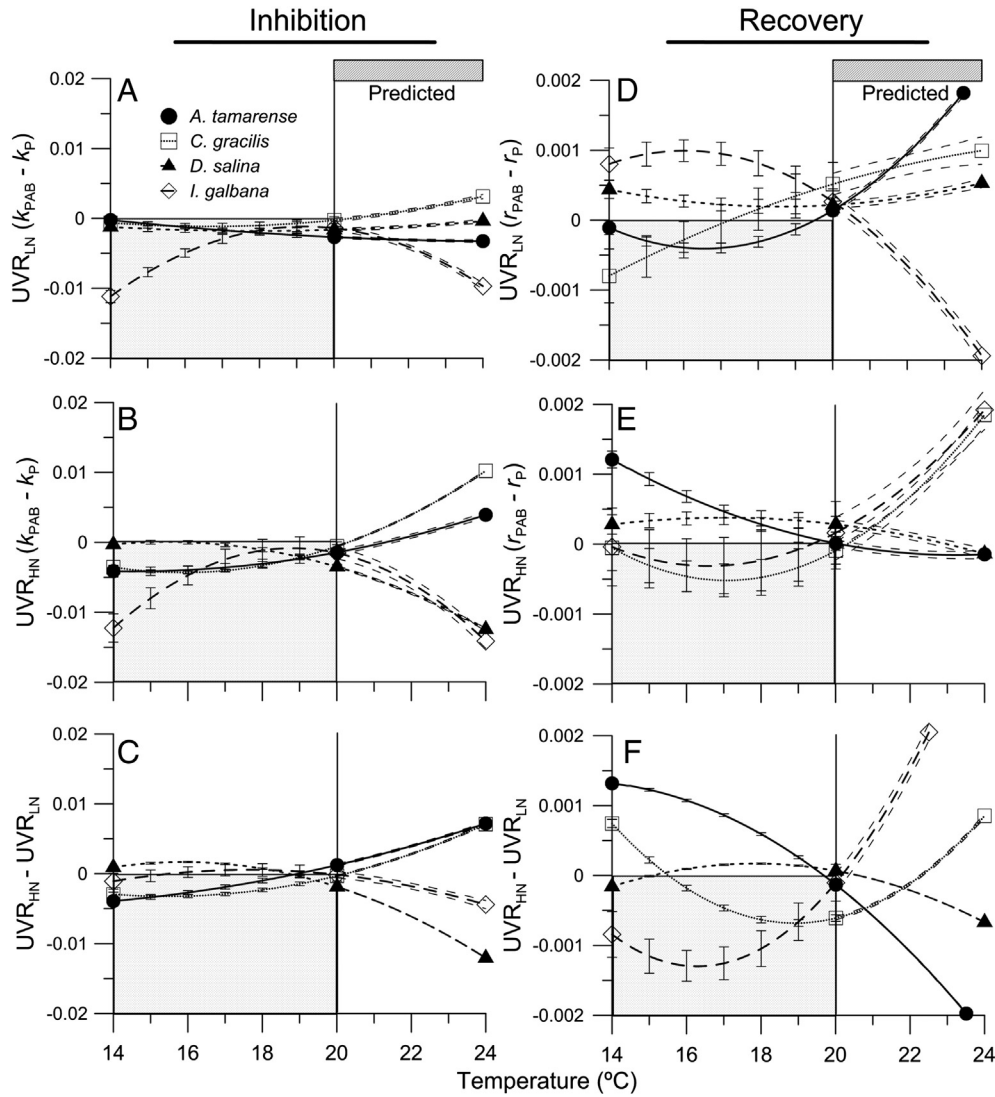 Inhibition
Recovery
A
0.02
0.01
0
-0.01
-0.02
UVR_LN (k_PAB - k_P)
A. tamarense
C. gracilis
D. salina
I. galbana
Predicted
D
0.002
0.001
0.000
-0.001
-0.002
UVR_LN (r_PAB - r_P)
Predicted
B
0.02
0.01
0
-0.01
-0.02
UVR_HN (k_PAB - k_P)
E
0.002
0.001
0.000
-0.001
-0.002
UVR_HN (r_PAB - r_P)
C
0.02
0.01
0
-0.01
-0.02
UVR_HN - UVR_LN
F
0.002
0.001
0.000
-0.001
-0.002
UVR_HN - UVR_LN
14 16 18 20 22 24
14 16 18 20 22 24
Temperature (ºC)